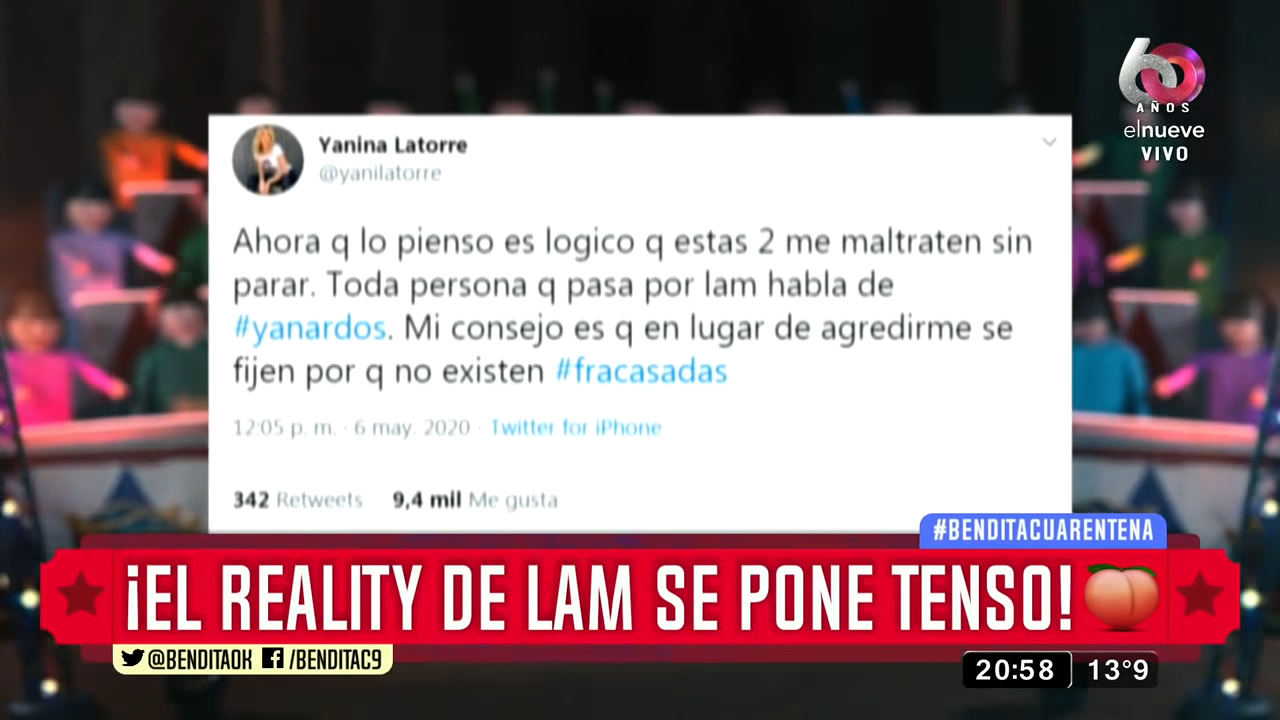 60
AÑOS
elnueve
VIVO
Yanina Latorre
@yanilatorre
Ahora q lo pienso es logico q estas 2 me maltraten sin
parar. Toda persona q pasa por lam habla de
#yanardos. Mi consejo es q en lugar de agredirme se
fijen por q no existen #fracasadas
12:05 p. m. · 6 may. 2020 · Twitter for iPhone
342 Retweets 9,4 mil Me gusta
#BENDITACUARENTENA
¡EL REALITY DE LAM SE PONE TENSO!
@BENDITAOK /BENDITAC9
20:58 13°9